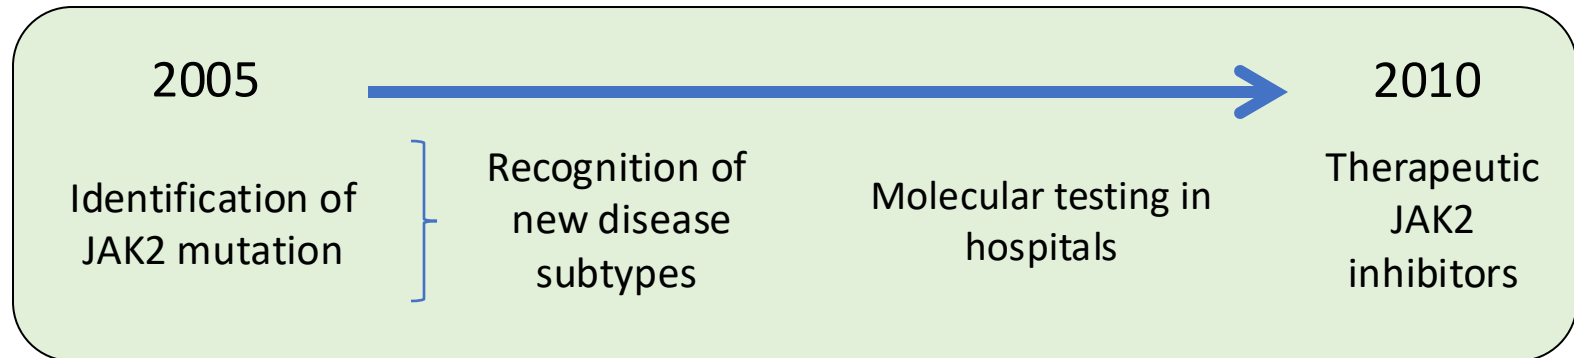 2005
2010
Identification of
JAK2 mutation
Recognition of
new disease
subtypes
Molecular testing in
hospitals
Therapeutic
JAK2
inhibitors